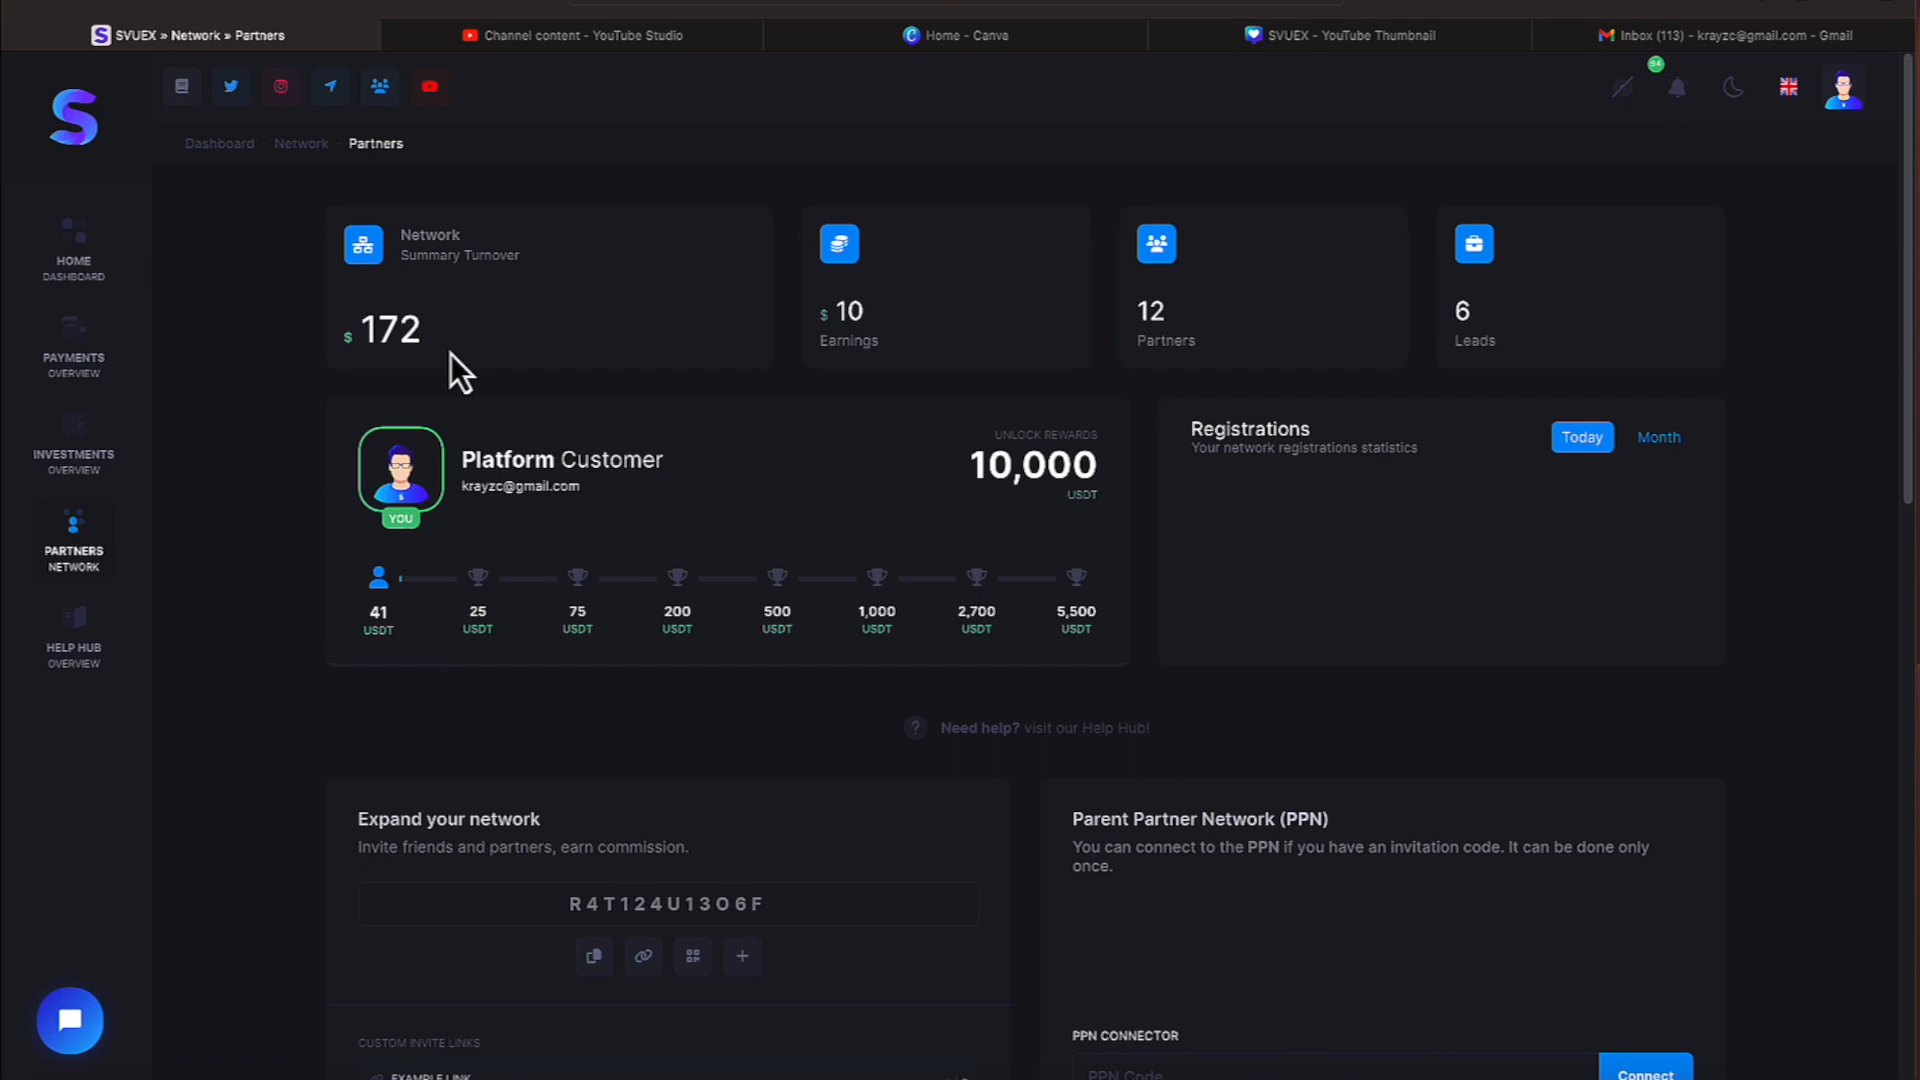 SVUEX » Network » Partners
Channel content - YouTube Studio
Home - Canva
SVUEX - YouTube Thumbnail
Inbox (113) - krayzc@gmail.com - Gmail
94
Dashboard - Network - Partners
HOME
DASHBOARD
PAYMENTS
OVERVIEW
INVESTMENTS
OVERVIEW
PARTNERS
NETWORK
HELP HUB
OVERVIEW
Network
Summary Turnover
$ 172
$ 10
Earnings
12
Partners
6
Leads
Platform Customer
krayzc@gmail.com
YOU
UNLOCK REWARDS
10,000
USDT
41 25 75 200 500 1,000 2,700 5,500
USDT USDT USDT USDT USDT USDT USDT USDT
Registrations
Your network registrations statistics
Today
Month
Need help? visit our Help Hub!
Expand your network
Invite friends and partners, earn commission.
R4T124U13O6F
CUSTOM INVITE LINKS
EXAMPLE LINK
Parent Partner Network (PPN)
You can connect to the PPN if you have an invitation code. It can be done only
once.
PPN CONNECTOR
PPN Code
Connect